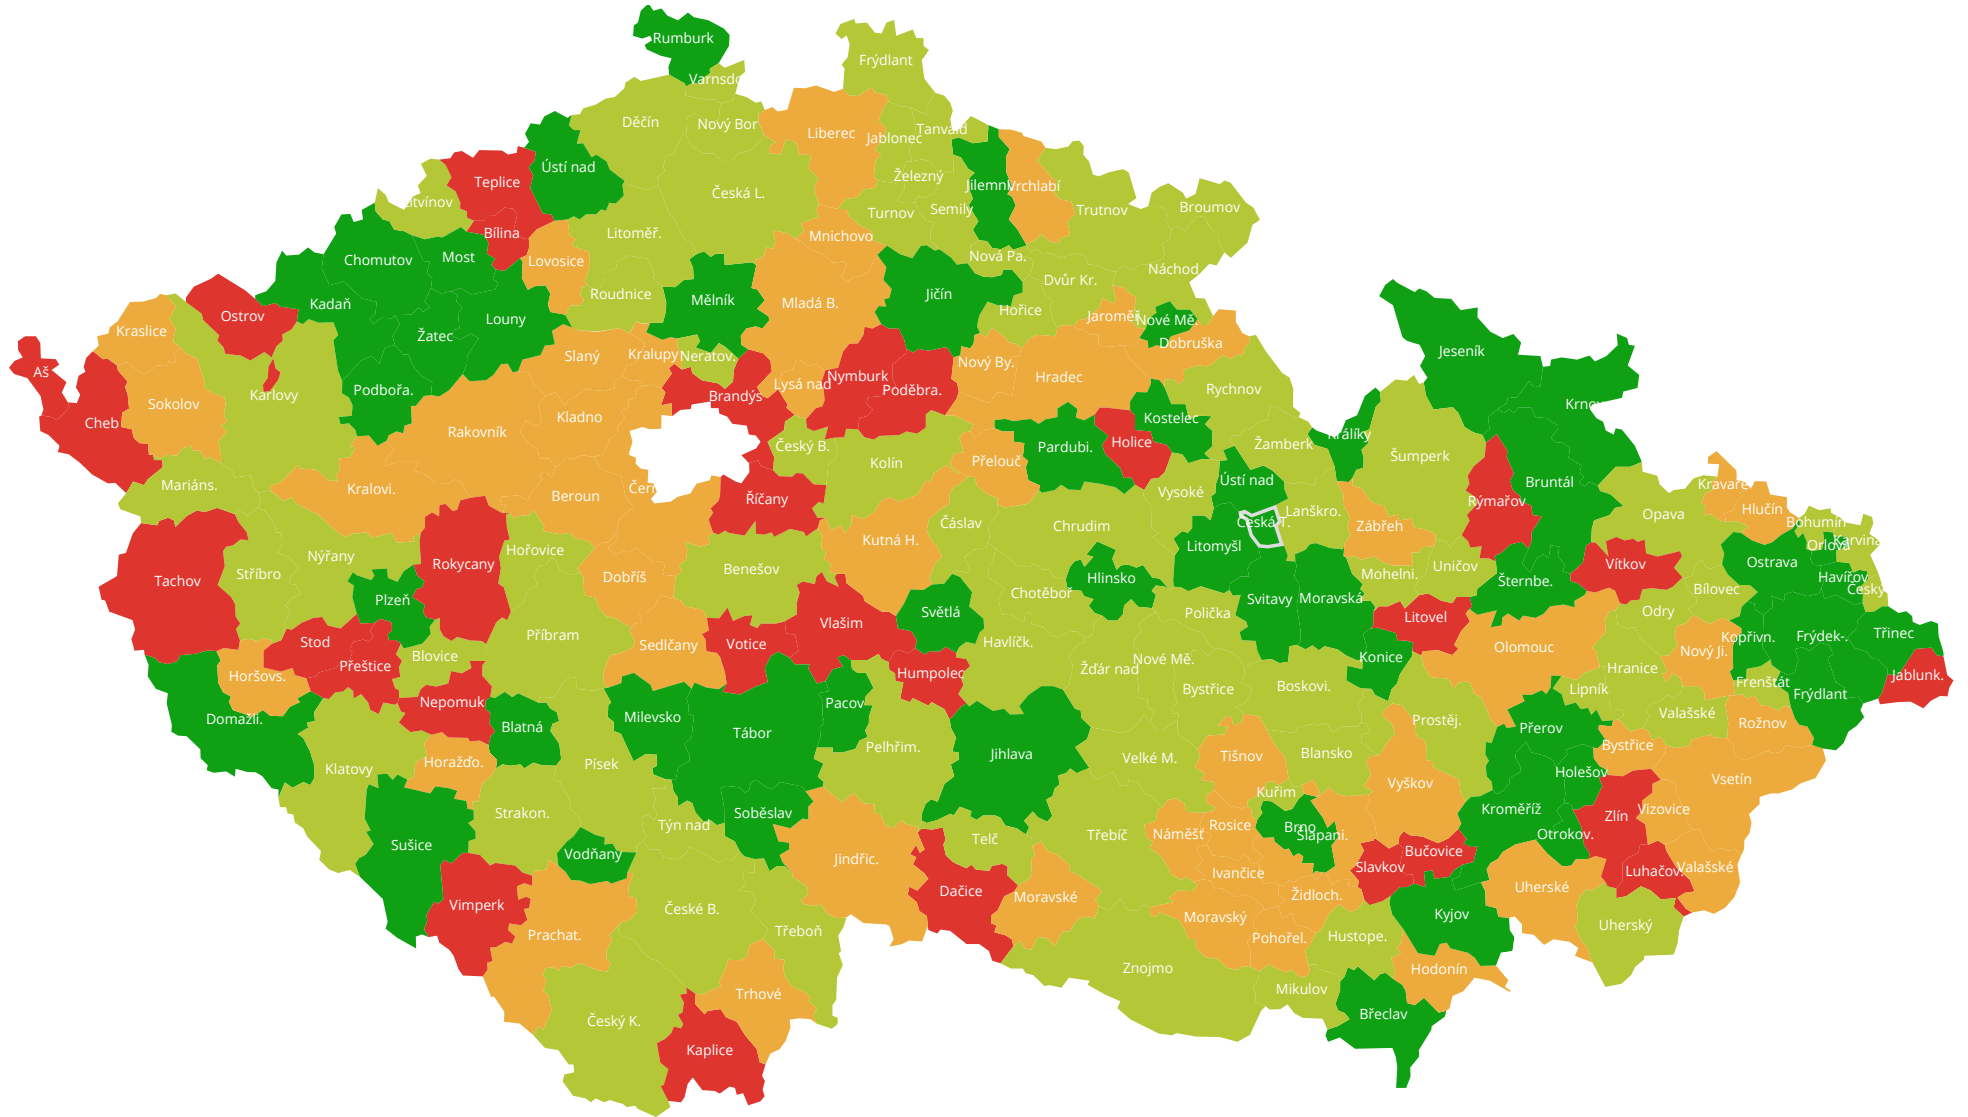 Rumburk
Frýdlant
Varnsdo
Děčín
Nový Bor
Liberec
Jablonec
Tanvald
Ústí nad
Teplice
Železný
Jilemni
Vrchlabí
Česká L.
Litvínov
Turnov
Semily
Trutnov
Broumov
Bílina
Litoměř.
Mnichovo
Most
Chomutov
Lovosice
Nová Pa.
Náchod
Dvůr Kr.
Roudnice
Mělník
Mladá B.
Jičín
Kadaň
Hořice
Jaroměř
Nové Mě.
Ostrov
Louny
Kraslice
Žatec
Dobruška
Jeseník
Slaný
Kralupy
Neratov.
Nový By.
Aš
Nymburk
Hradec
Lysá nad
Podbořa.
Poděbra.
Rychnov
Karlovy
Brandýs
Sokolov
Krnov
Kladno
Kostelec
Cheb
Rakovník
Králíky
Holice
Žamberk
Český B.
Pardubi.
Šumperk
Kolín
Přelouč
Mariáns.
Kralovi.
Ústí nad
Bruntál
Kravaře
Beroun
Čern
Říčany
Vysoké
Rýmařov
Hlučín
Lanškro.
Opava
Česká T.
Bohumín
Čáslav
Chrudim
Zábřeh
Kutná H.
Karviná
Orlová
Litomyšl
Hořovice
Nýřany
Rokycany
Vítkov
Ostrava
Uničov
Benešov
Stříbro
Mohelni.
Dobříš
Hlinsko
Havířov
Tachov
Šternbe.
Bílovec
Český
Chotěboř
Plzeň
Svitavy
Moravská
Světlá
Polička
Odry
Litovel
Vlašim
Příbram
Třinec
Frýdek-.
Kopřivn.
Stod
Havlíčk.
Votice
Sedlčany
Olomouc
Nový Ji.
Blovice
Konice
Nové Mě.
Přeštice
Žďár nad
Hranice
Humpolec
Jablunk.
Horšovs.
Frenštát
Boskovi.
Bystřice
Lipník
Frýdlant
Nepomuk
Pacov
Valašské
Milevsko
Domažli.
Prostěj.
Rožnov
Blatná
Přerov
Tábor
Pelhřim.
Bystřice
Jihlava
Blansko
Tišnov
Velké M.
Horažďo.
Písek
Klatovy
Holešov
Vsetín
Vyškov
Kuřim
Kroměříž
Vizovice
Strakon.
Soběslav
Zlín
Týn nad
Rosice
Brno
Náměšť
Třebíč
Šlapani.
Otrokov.
Telč
Sušice
Bučovice
Vodňany
Jindřic.
Slavkov
Valašské
Luhačov.
Ivančice
Uherské
Dačice
Židloch.
Moravské
Vimperk
České B.
Kyjov
Moravský
Uherský
Třeboň
Prachat.
Hustope.
Pohořel.
Znojmo
Hodonín
Mikulov
Trhové
Břeclav
Český K.
Kaplice